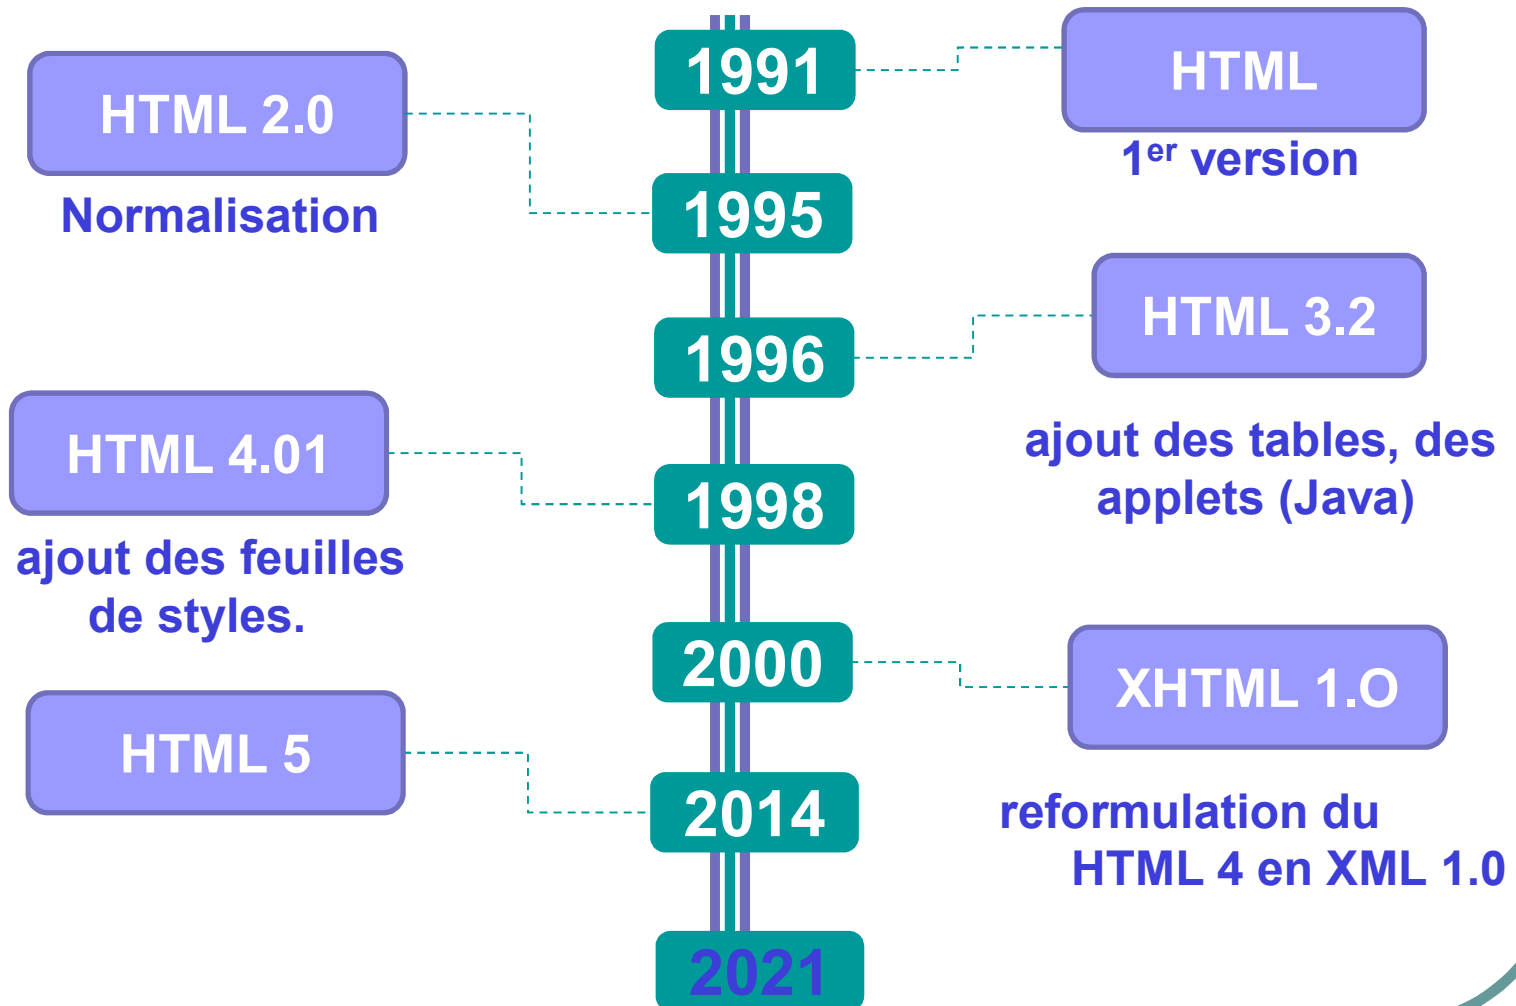 1991
HTML
1er version
HTML 2.0
Normalisation
1995
HTML 3.2
1996
ajout des tables, des
applets (Java)
HTML 4.01
1998
ajout des feuilles
de styles.
2000
XHTML 1.O
reformulation du
HTML 4 en XML 1.0
HTML 5
2014
2021